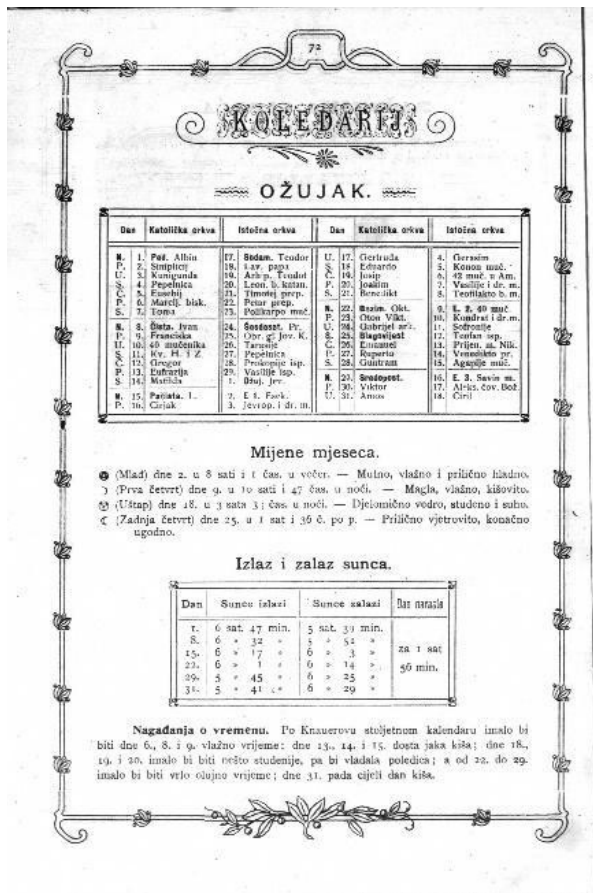 72
KOLEDARIJ
OŽUJAK.
Dan Katolička crkva Istočna crkva Dan Katolička crkva Istočna crkva
N. 1. Poč. Albin 17. Sedam. Teodor U. 17. Gertruda 4. Gerasim
P. 2. Simplicij 18. Lav. papa S. 18 Eduardo 5. Konon muč.
U. 3. Kunigunda 19. Arhip. Teodot Č. 19. Josip 6. 42 muč. u Am.
S. 4. Pepelnica 20. Leon. b. katan. P. 20. Joakim 7. Vasilije i dr. m.
Č. 5. Euzebij 21. Timotej prep. S. 21. Benedikt 8. Teofilakto b. m.
P. 6. Marcij. bisk. 22. Petar prep. N. 22. Bezim. Okt. 9. E. 2. 40 muč
S. 7. Toma 23. Polikarpo muč. P. 23. Oton Vikt. 10. Kondrat i dr. m.
N. 8. Čista. Ivan 24. Šesdeset. Pr. U. 24. Gabrijel ark. 11. Sofronije
P. 9. Franciska 25. Obr. gl. Jov. K. S. 25. Blagovijest 12. Teofan isp.
U. 10. 40 mučenika 26. Tarasije Č. 26. Emanuel 13. Prijen. m. Nik.
S. 11. Kv. H. i Z 27. Pepelnica P. 27. Ruperto 14. Venedikto pr.
Č. 12. Gregor 28. Prokopije isp. S. 28. Guntram 15. Agapije muč.
P. 13. Eufrazija 29. Vasilije isp. N. 29. Sredopost. 16. E. 3. Savin m.
S. 14. Matilda 1. Ožuj. Jev. P. 30. Viktor 17. Aleks. čov. Bož.
N. 15. Pačista. L. 2. E 1. Fsek. U. 31. Amos 18. Ciril
P. 16. Cirjak 3. Jevrop. i dr. m.
Mijene mjeseca.
(Mlađ) dne 2. u 8 sati i 1 čas. u večer. — Mutno, vlažno i prilično hladno.
(Prva četvrt) dne 9. u 10 sati i 47 čas. u noći. — Magla, vlažno, kišovito.
(Uštap) dne 18. u 3 sata 3; čas. u noći. — Djelomično vedro, studeno i suho.
(Zadnja četvrt) dne 25. u 1 sat i 36 č. po p. — Prilično vjetrovito, konačno
ugodno.
Izlaz i zalaz sunca.
Dan Sunce izlazi Sunce zalazi Dan naraste
1. 6 sat. 47 min. 5 sat. 39 min.
8. 6 » 32 » 5 » 52 »
15. 6 » 17 » 6 » 3 » za 1 sat
22. 6 » 1 » 6 » 14 » 56 min.
29. 5 » 45 » 6 » 25 »
31. 5 » 41 » 6 » 29 »
Nagađanja o vremenu. Po Knauerovu stoljetnom kalendaru imalo bi
biti dne 6., 8. i 9. vlažno vrijeme: dne 13., 14. i 15. dosta jaka kiša; dne 18.,
19. i 20. imalo bi biti nešto studenije, pa bi vladala poledica; a od 22. do 29.
imalo bi biti vrlo olujno vrijeme; dne 31. pada cijeli dan kiša.